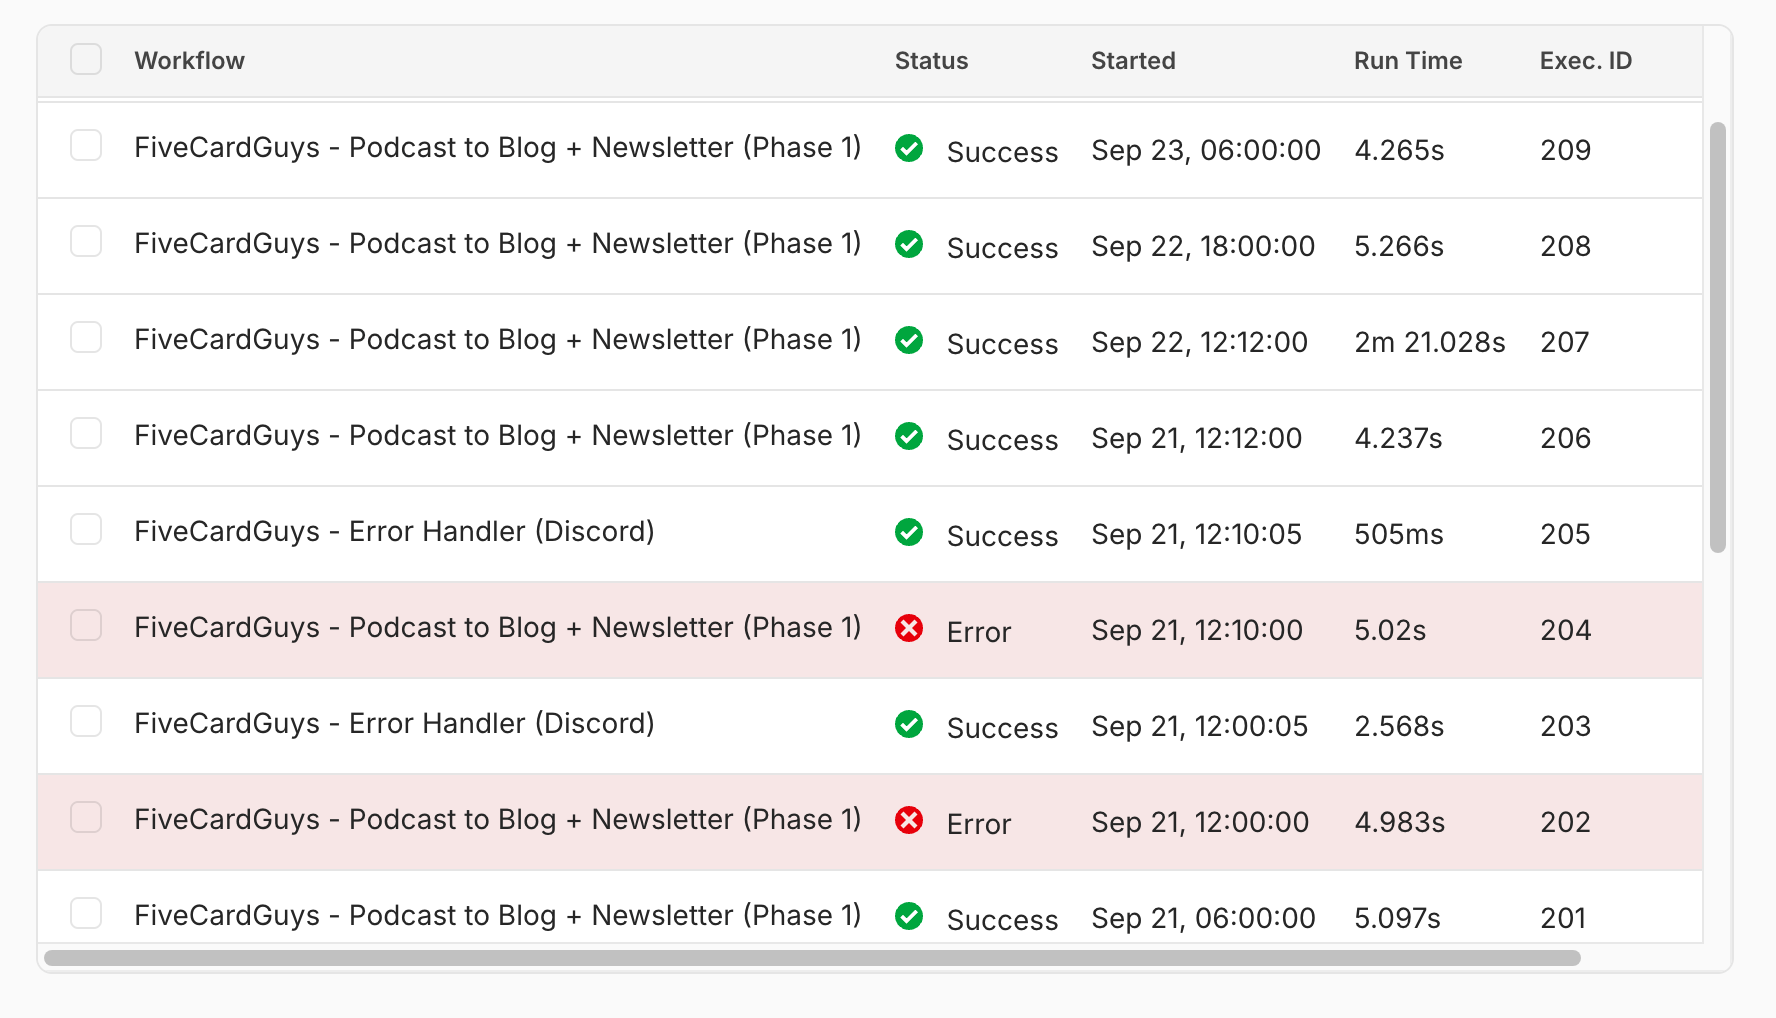 Workflow Status Started Run Time Exec. ID
FiveCardGuys - Podcast to Blog + Newsletter (Phase 1) Success Sep 23, 06:00:00 4.265s 209
FiveCardGuys - Podcast to Blog + Newsletter (Phase 1) Success Sep 22, 18:00:00 5.266s 208
FiveCardGuys - Podcast to Blog + Newsletter (Phase 1) Success Sep 22, 12:12:00 2m 21.028s 207
FiveCardGuys - Podcast to Blog + Newsletter (Phase 1) Success Sep 21, 12:12:00 4.237s 206
FiveCardGuys - Error Handler (Discord) Success Sep 21, 12:10:05 505ms 205
FiveCardGuys - Podcast to Blog + Newsletter (Phase 1) Error Sep 21, 12:10:00 5.02s 204
FiveCardGuys - Error Handler (Discord) Success Sep 21, 12:00:05 2.568s 203
FiveCardGuys - Podcast to Blog + Newsletter (Phase 1) Error Sep 21, 12:00:00 4.983s 202
FiveCardGuys - Podcast to Blog + Newsletter (Phase 1) Success Sep 21, 06:00:00 5.097s 201